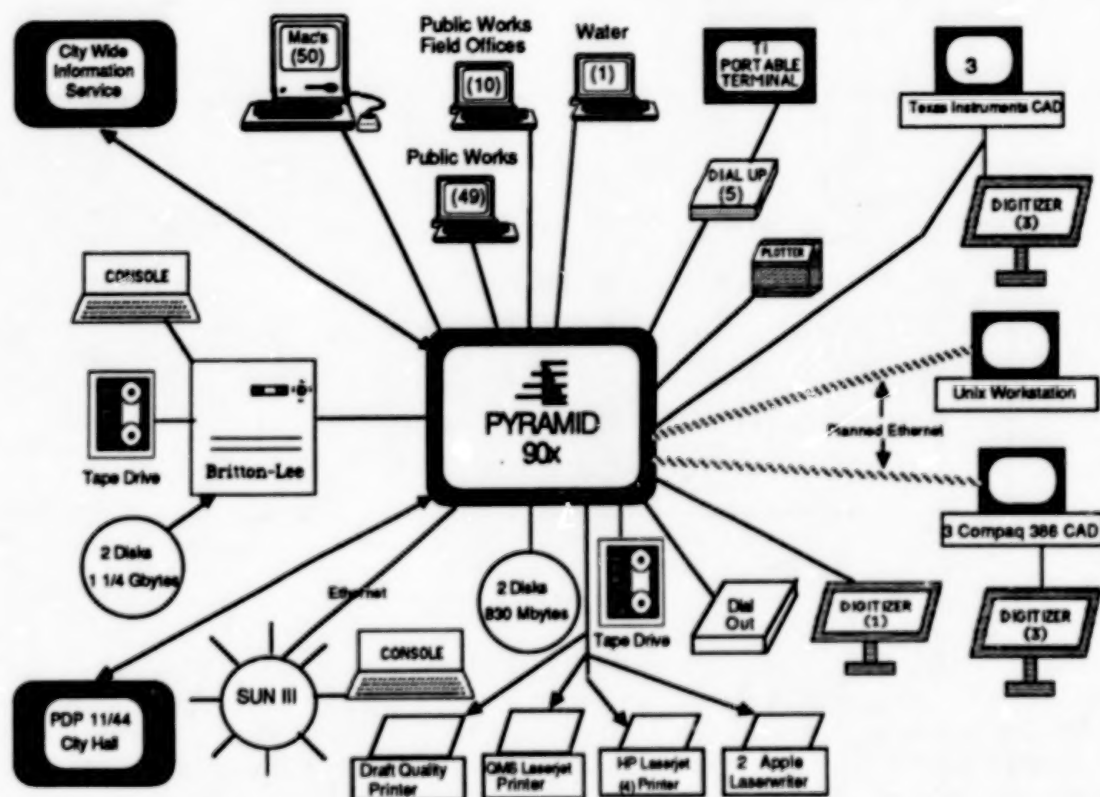 City Wide
Information
Service
Mac's
(50)
Public Works
Field Offices
(10)
Water
(1)
TI
PORTABLE
TERMINAL
3
Texas Instruments CAD
Public Works
(49)
DIAL UP
(5)
DIGITIZER
(3)
PLOTTER
CONSOLE
PYRAMID
90x
Unix Workstation
Planned Ethernet
Britton-Lee
Tape Drive
2 Disks
1 1/4 Gbytes
3 Compaq 386 CAD
Ethernet
2 Disks
830 Mbytes
Tape Drive
Dial
Out
DIGITIZER
(1)
DIGITIZER
(3)
CONSOLE
SUN III
PDP 11/44
City Hall
Draft Quality
Printer
QMS Laserjet
Printer
HP Laserjet
(4) Printer
2 Apple
Laserwriter